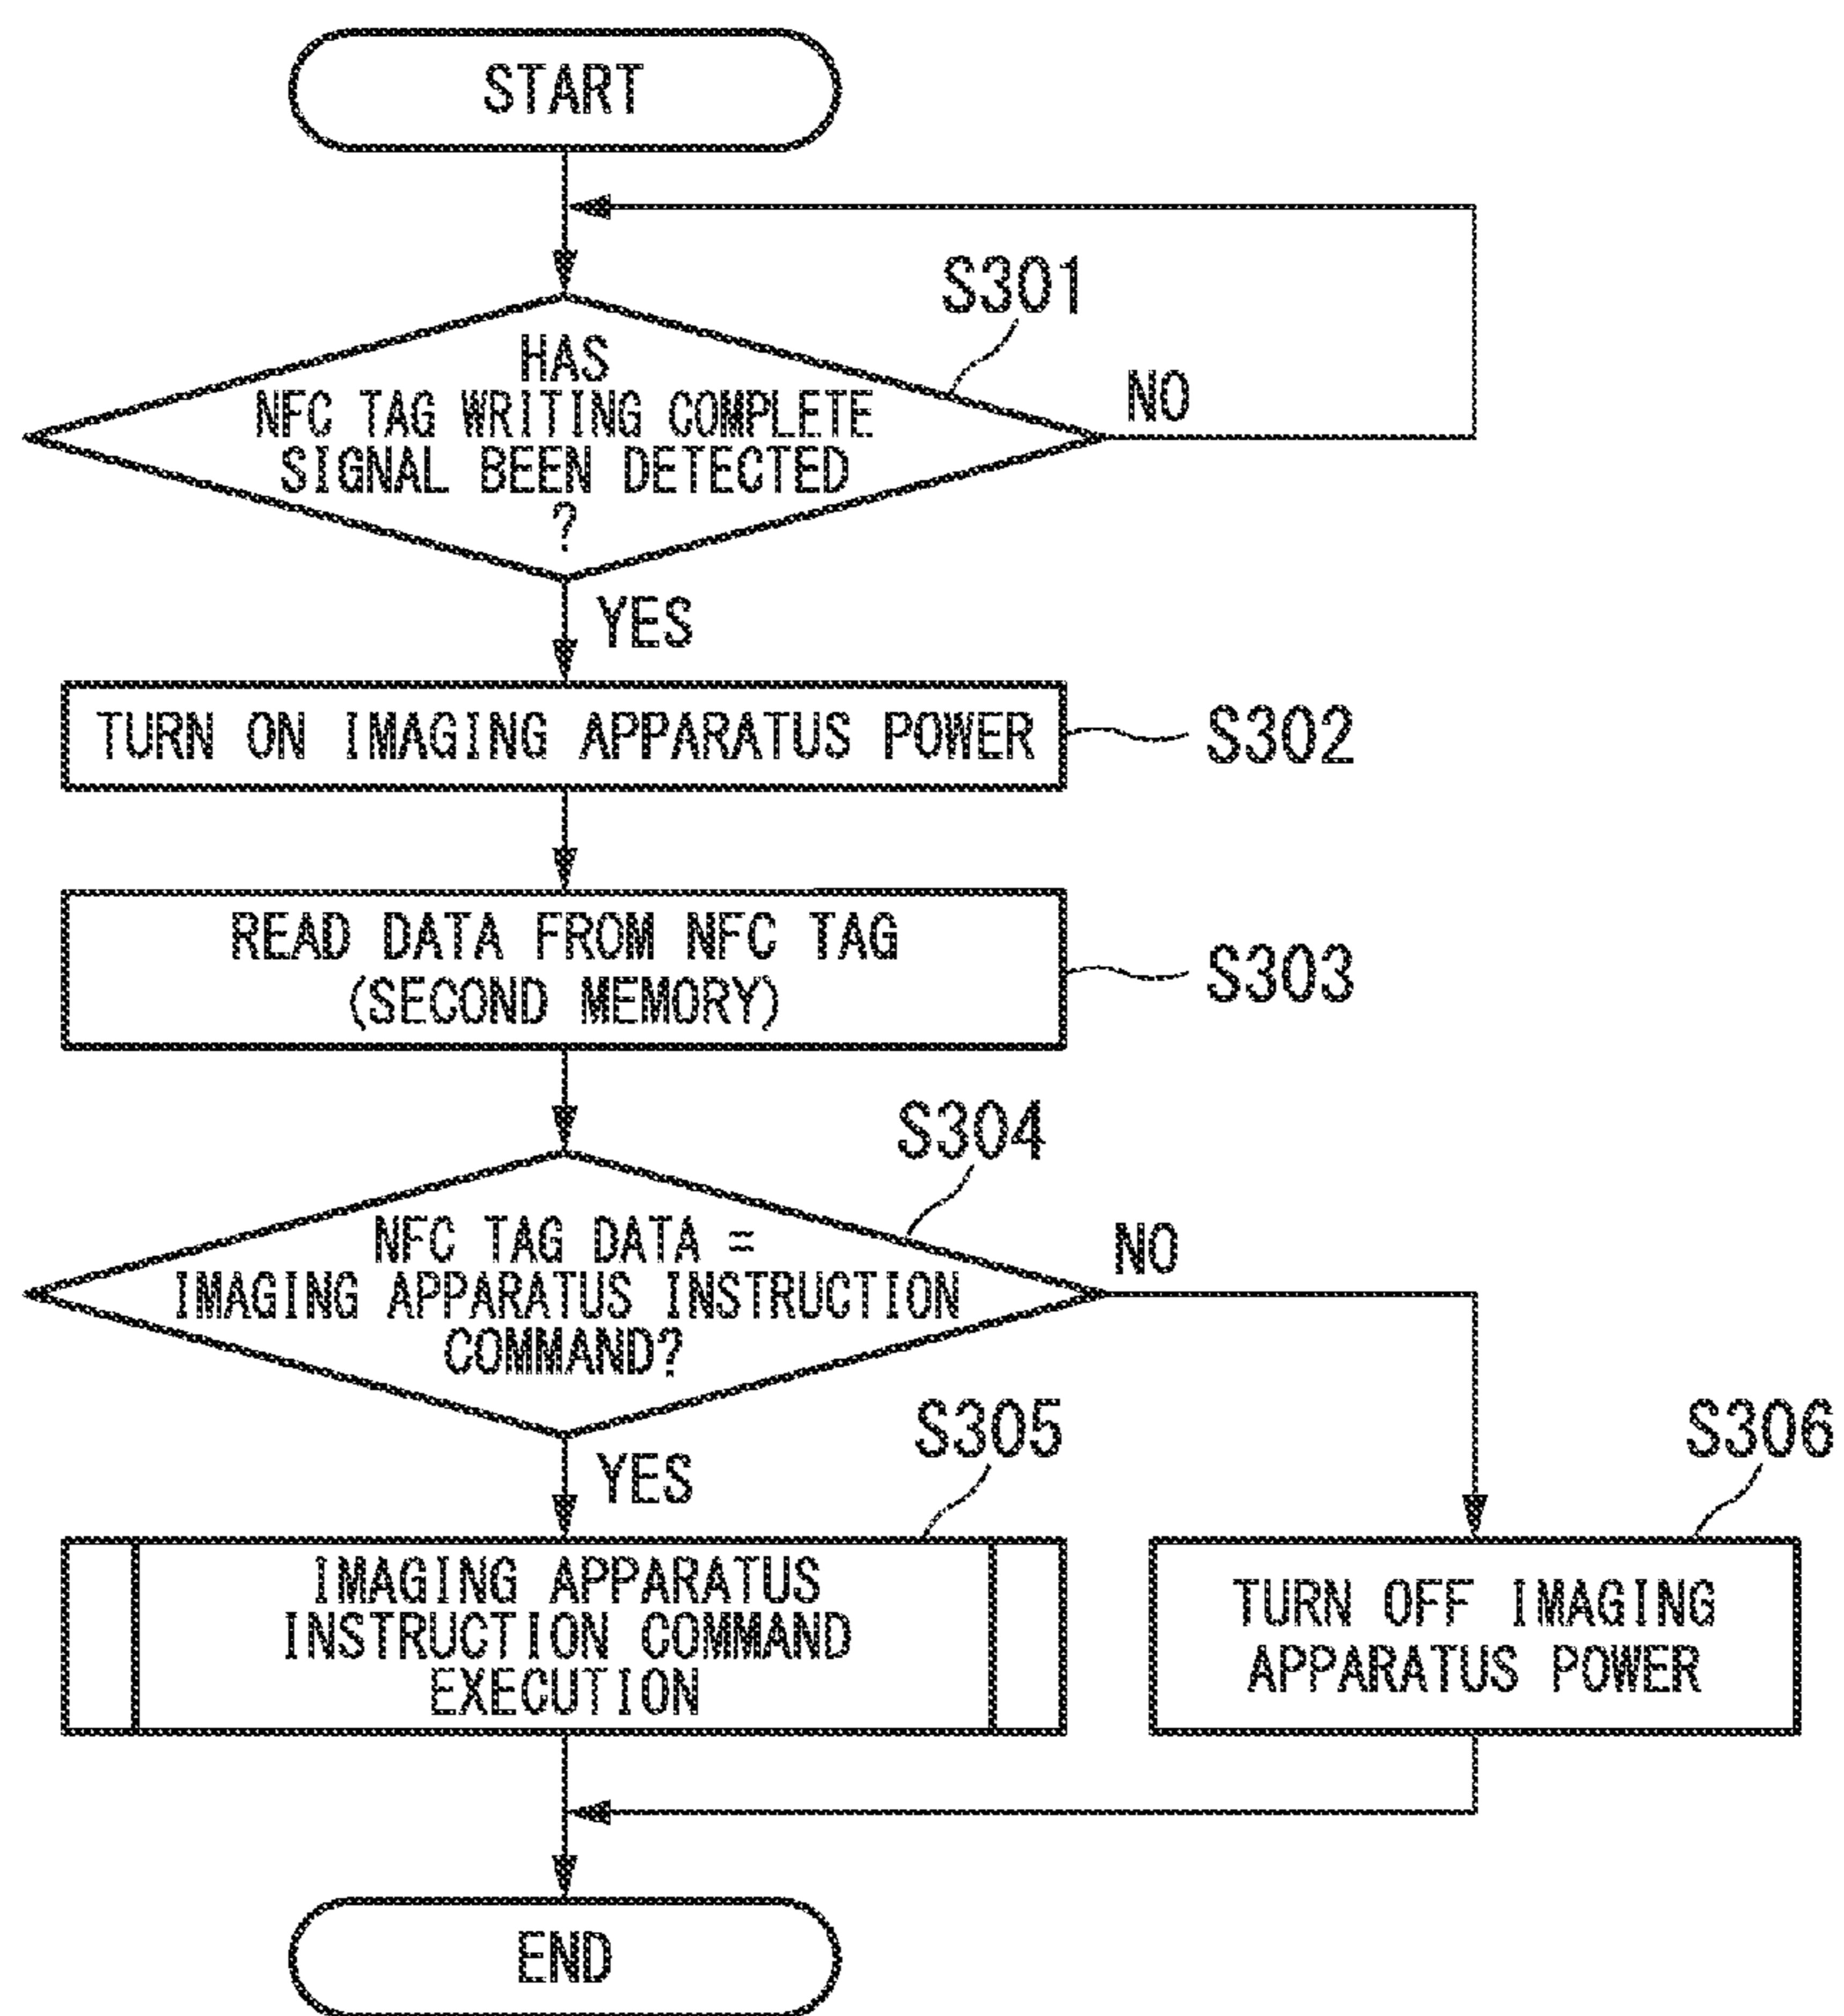 START
S301
HAS
NFC TAG WRITING COMPLETE
SIGNAL BEEN DETECTED
?
NO
YES
TURN ON IMAGING APPARATUS POWER
S302
READ DATA FROM NFC TAG
(SECOND MEMORY)
S303
S304
NFC TAG DATA =
IMAGING APPARATUS INSTRUCTION
COMMAND?
NO
YES
S305
IMAGING APPARATUS
INSTRUCTION COMMAND
EXECUTION
S306
TURN OFF IMAGING
APPARATUS POWER
END